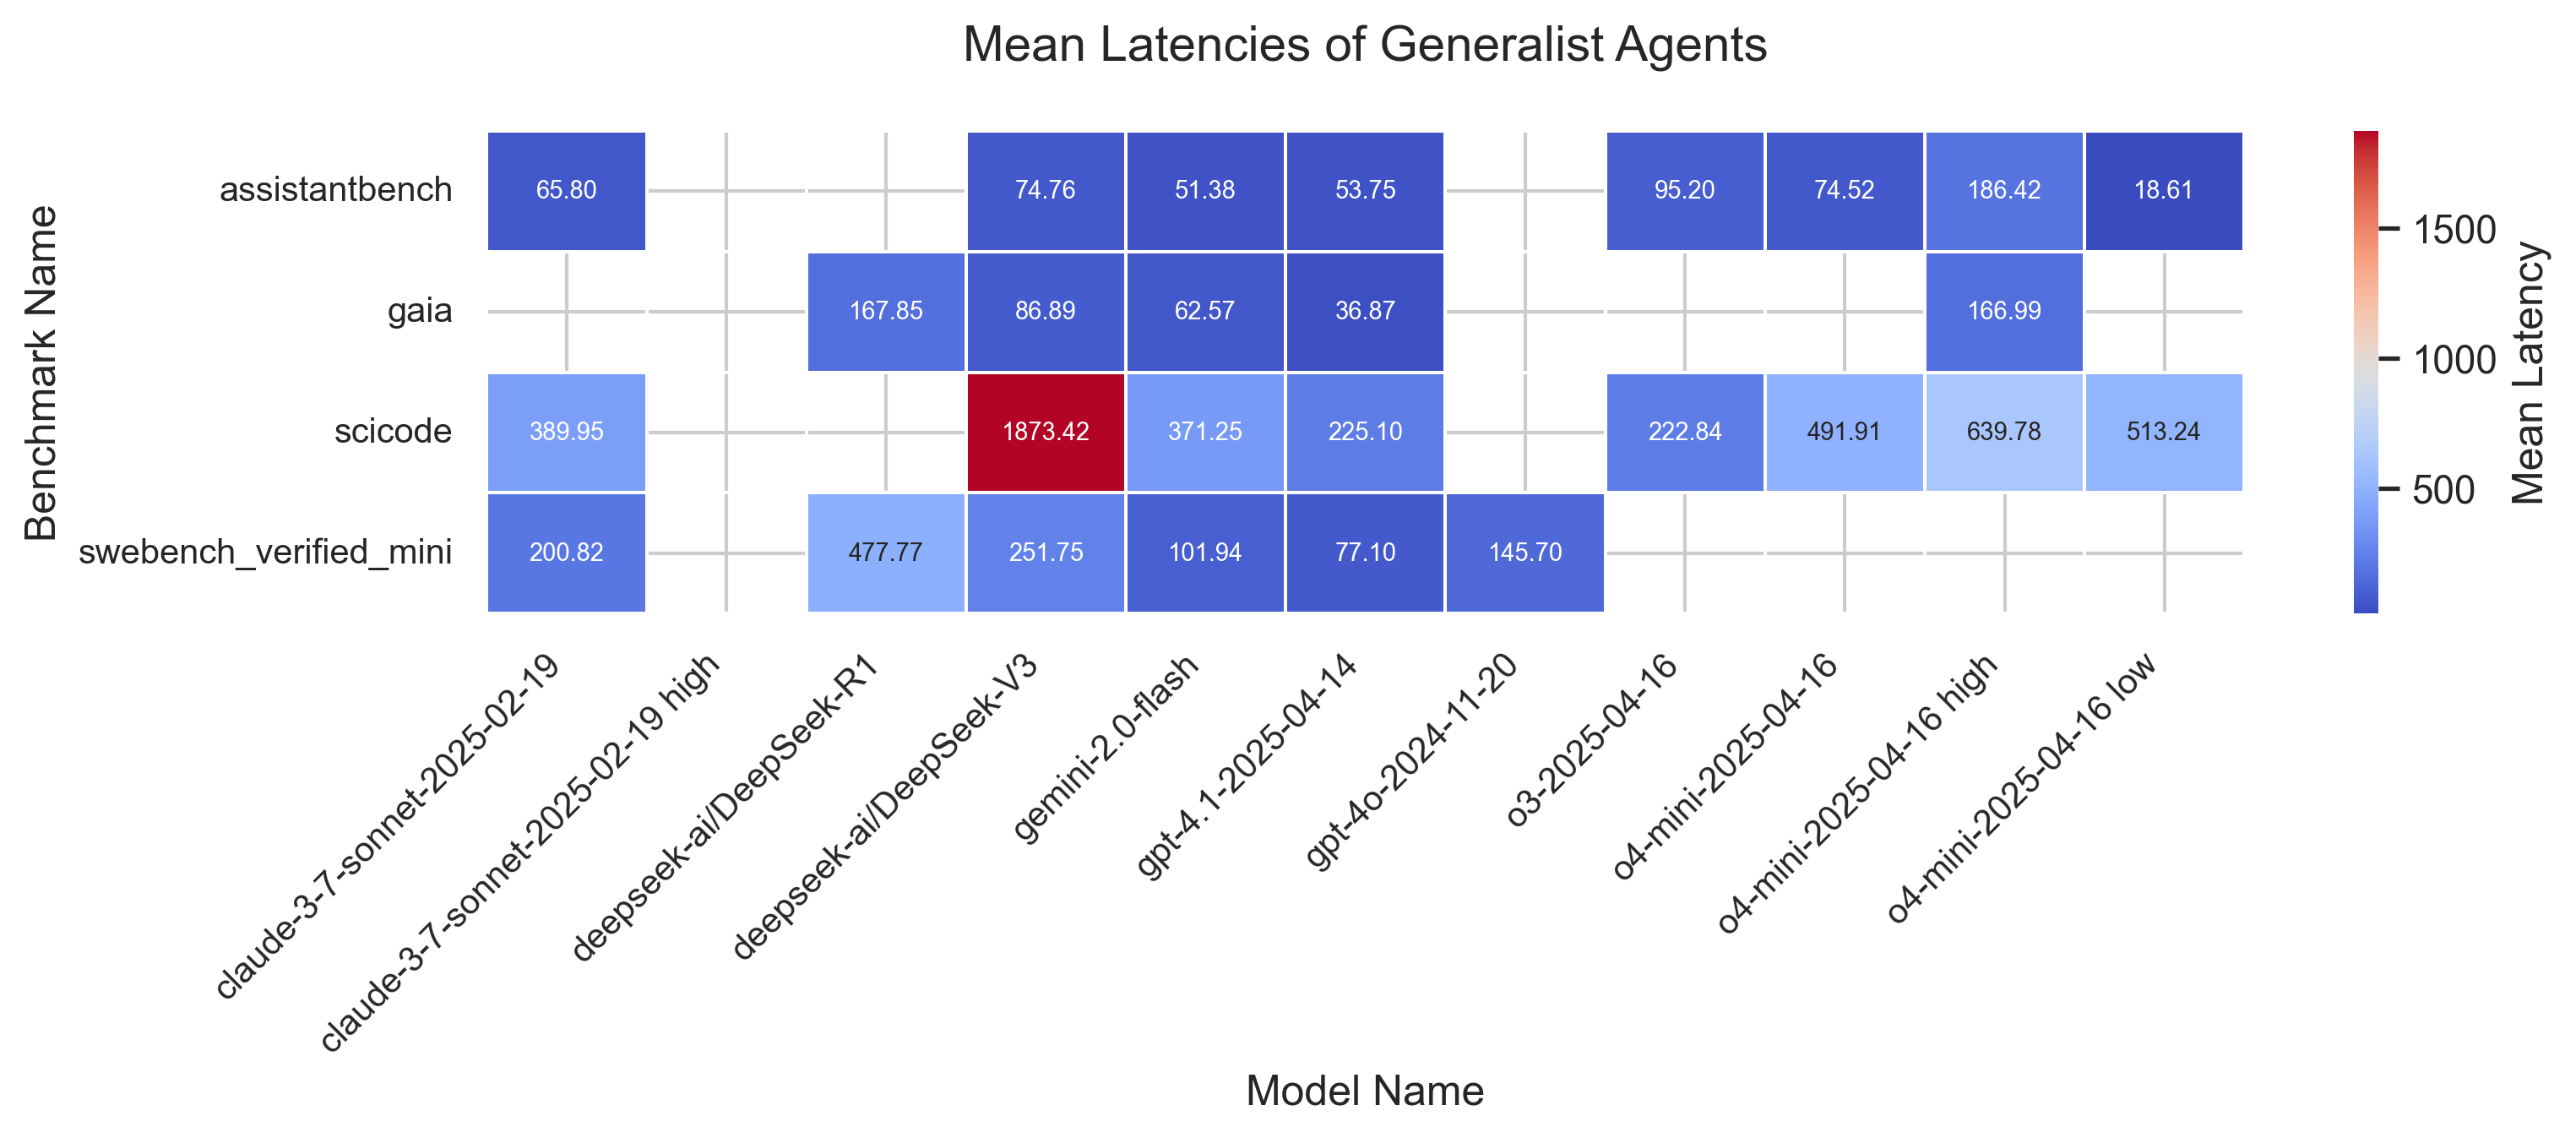 Mean Latencies of Generalist Agents
Benchmark Name
assistantbench
65.80
74.76
51.38
53.75
95.20
74.52
186.42
18.61
gaia
167.85
86.89
62.57
36.87
166.99
scicode
389.95
1873.42
371.25
225.10
222.84
491.91
639.78
513.24
swebench_verified_mini
200.82
477.77
251.75
101.94
77.10
145.70
claude-3-7-sonnet-2025-02-19
claude-3-7-sonnet-2025-02-19 high
deepseek-ai/DeepSeek-R1
deepseek-ai/DeepSeek-V3
gemini-2.0-flash
gpt-4.1-2025-04-14
gpt-4o-2024-11-20
o3-2025-04-16
o4-mini-2025-04-16
o4-mini-2025-04-16 high
o4-mini-2025-04-16 low
Model Name
1500
1000
500
Mean Latency